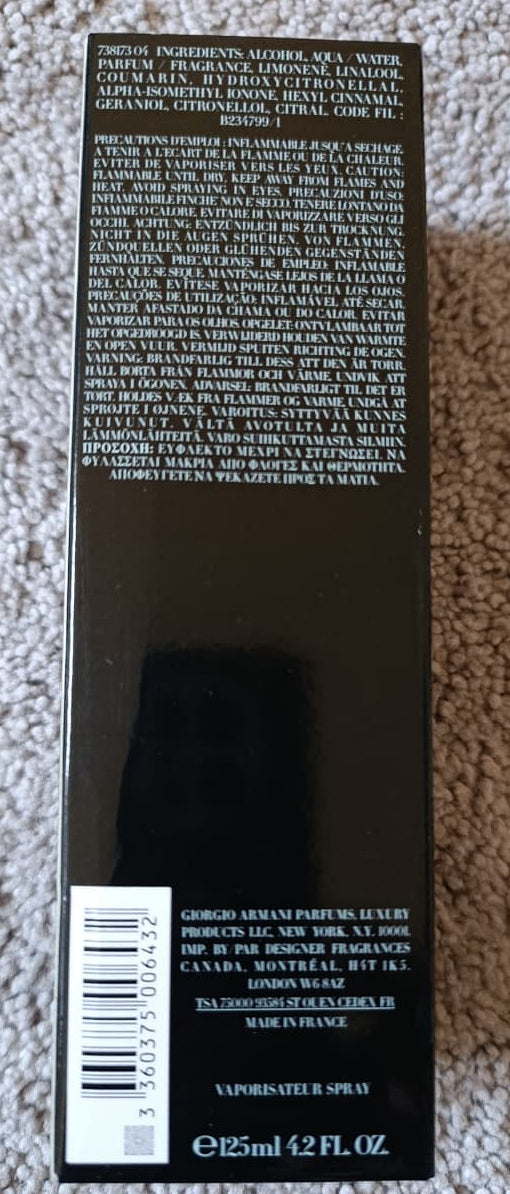 738173 04 INGREDIENTS: ALCOHOL, AQUA / WATER,
PARFUM / FRAGRANCE, LIMONENE, LINALOOL,
COUMARIN, HYDROXYCITRONELLAL,
ALPHA-ISOMETHYL IONONE, HEXYL CINNAMAL,
GERANIOL, CITRONELLOL, CITRAL. CODE FIL :
B234799/1
PRECAUTIONS D'EMPLOI : INFLAMMABLE JUSQU'A SECHAGE.
A TENIR A L'ECART DE LA FLAMME OU DE LA CHALEUR.
EVITER DE VAPORISER VERS LES YEUX. CAUTION:
FLAMMABLE UNTIL DRY. KEEP AWAY FROM FLAMES AND
HEAT. AVOID SPRAYING IN EYES. PRECAUZIONI D'USO:
INFIAMMABILE FINCHE' NON E' SECCO. TENERE LONTANO DA
FIAMME O CALORE. EVITARE DI VAPORIZZARE VERSO GLI
OCCHI. ACHTUNG: ENTZÜNDLICH BIS ZUR TROCKNUNG.
NICHT IN DIE AUGEN SPRÜHEN. VON FLAMMEN,
ZÜNDQUELLEN ODER GLÜHENDEN GEGENSTÄNDEN
FERNHALTEN. PRECAUCIONES DE EMPLEO: INFLAMABLE
HASTA QUE SE SEQUE. MANTÉNGASE LEJOS DE LA LLAMA O
DEL CALOR. EVÍTESE VAPORIZAR HACIA LOS OJOS.
PRECAUÇÕES DE UTILIZAÇÃO: INFLAMÁVEL ATÉ SECAR.
MANTER AFASTADO DA CHAMA OU DO CALOR. EVITAR
VAPORIZAR PARA OS OLHOS. OPGELET: ONTVLAMBAAR TOT
HET OPGEDROOGD IS. VERWIJDERD HOUDEN VAN WARMTE
EN OPEN VUUR. VERMIJD SPUITEN RICHTING DE OGEN.
VARNING: BRANDFARLIG TILL DESS ATT DEN ÄR TORR.
HÅLL BORTA FRÅN FLAMMOR OCH VÄRME. UNDVIK ATT
SPRAYA I ÖGONEN. ADVARSEL: BRANDFARLIGT TIL DET ER
TØRT. HOLDES VÆK FRA FLAMMER OG VARME. UNDGÅ AT
SPRØJTE I ØJNENE. VAROITUS: SYTTYVÄÄ KUNNES
KUIVUNUT. VÄLTÄ AVOTULTA JA MUITA
LÄMMÖNLÄHTEITÄ. VARO SUIHKUTTAMASTA SILMIIN.
ΠΡΟΣΟΧΗ: ΕΥΦΛΕΚΤΟ ΜΕΧΡΙ ΝΑ ΣΤΕΓΝΩΣΕΙ. ΝΑ
ΦΥΛΑΣΣΕΤΑΙ ΜΑΚΡΙΑ ΑΠΟ ΦΛΟΓΕΣ ΚΑΙ ΘΕΡΜΟΤΗΤΑ.
ΑΠΟΦΕΥΓΕΤΕ ΝΑ ΨΕΚΑΖΕΤΕ ΠΡΟΣ ΤΑ ΜΑΤΙΑ.
3 360375 006432
GIORGIO ARMANI PARFUMS, LUXURY
PRODUCTS LLC, NEW YORK, N.Y. 10001.
IMP. BY/PAR DESIGNER FRAGRANCES
CANADA, MONTRÉAL, H4T 1K5.
LONDON W6 8AZ
TSA 75000 93584 ST OUEN CEDEX, FR
MADE IN FRANCE
VAPORISATEUR SPRAY
℮125ml 4.2 FL. OZ.